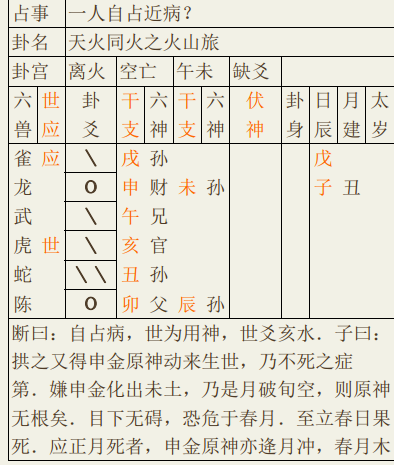 占事 一人自占近病?
卦名 天火同火之火山旅
卦宫 离火 空亡 午未 缺爻
六兽 世应 卦爻 干支 六神 干支 六神 伏神 卦身 日辰 月建 太岁
雀 应 \ 戌 孙 戊
龙 O 申 财 未 孙 子 丑
武 \ 午 兄
虎 世 \ 亥 官
蛇 \\ 丑 孙
陈 O 卯 父 辰 孙
断曰:自占病,世为用神,世爻亥水.子曰:
拱之又得申金原神动来生世,乃不死之症
第.嫌申金化出未土,乃是月破旬空,则原神
无根矣.目下无碍,恐危于春月.至立春日果
死.应正月死者,申金原神亦逢月冲,春月木